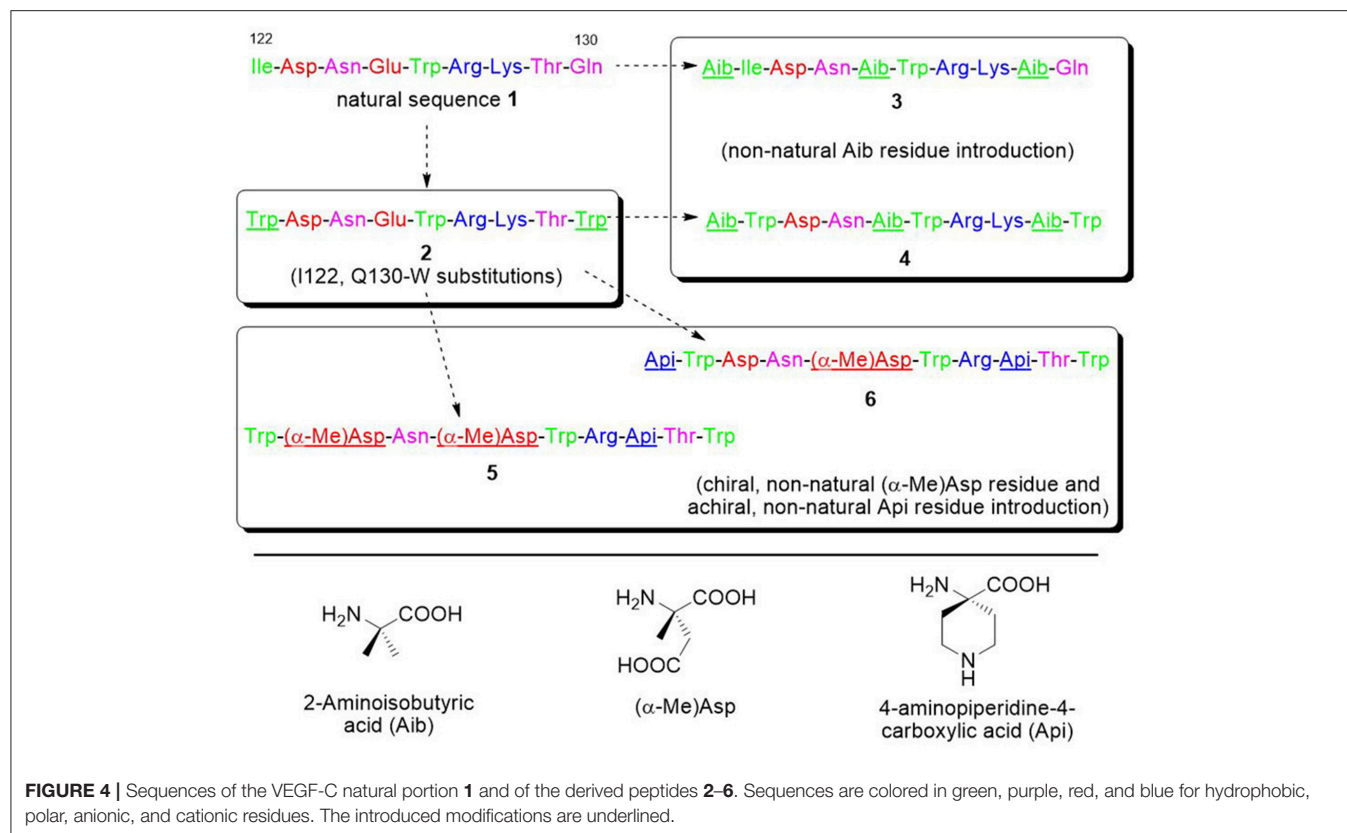 122 130
Ile-Asp-Asn-Glu-Trp-Arg-Lys-Thr-Gln
natural sequence 1
Aib-Ile-Asp-Asn-Aib-Trp-Arg-Lys-Aib-Gln
3
(non-natural Aib residue introduction)
Trp-Asp-Asn-Glu-Trp-Arg-Lys-Thr-Trp
2
(I122, Q130-W substitutions)
Aib-Trp-Asp-Asn-Aib-Trp-Arg-Lys-Aib-Trp
4
Api-Trp-Asp-Asn-(α-Me)Asp-Trp-Arg-Api-Thr-Trp
6
Trp-(α-Me)Asp-Asn-(α-Me)Asp-Trp-Arg-Api-Thr-Trp
5
(chiral, non-natural (α-Me)Asp residue and
achiral, non-natural Api residue introduction)
H2N COOH
2-Aminoisobutyric
acid (Aib)
H2N COOH
HOOC
(α-Me)Asp
H2N COOH
N
H
4-aminopiperidine-4-
carboxylic acid (Api)
FIGURE 4 | Sequences of the VEGF-C natural portion 1 and of the derived peptides 2–6. Sequences are colored in green, purple, red, and blue for hydrophobic,
polar, anionic, and cationic residues. The introduced modifications are underlined.